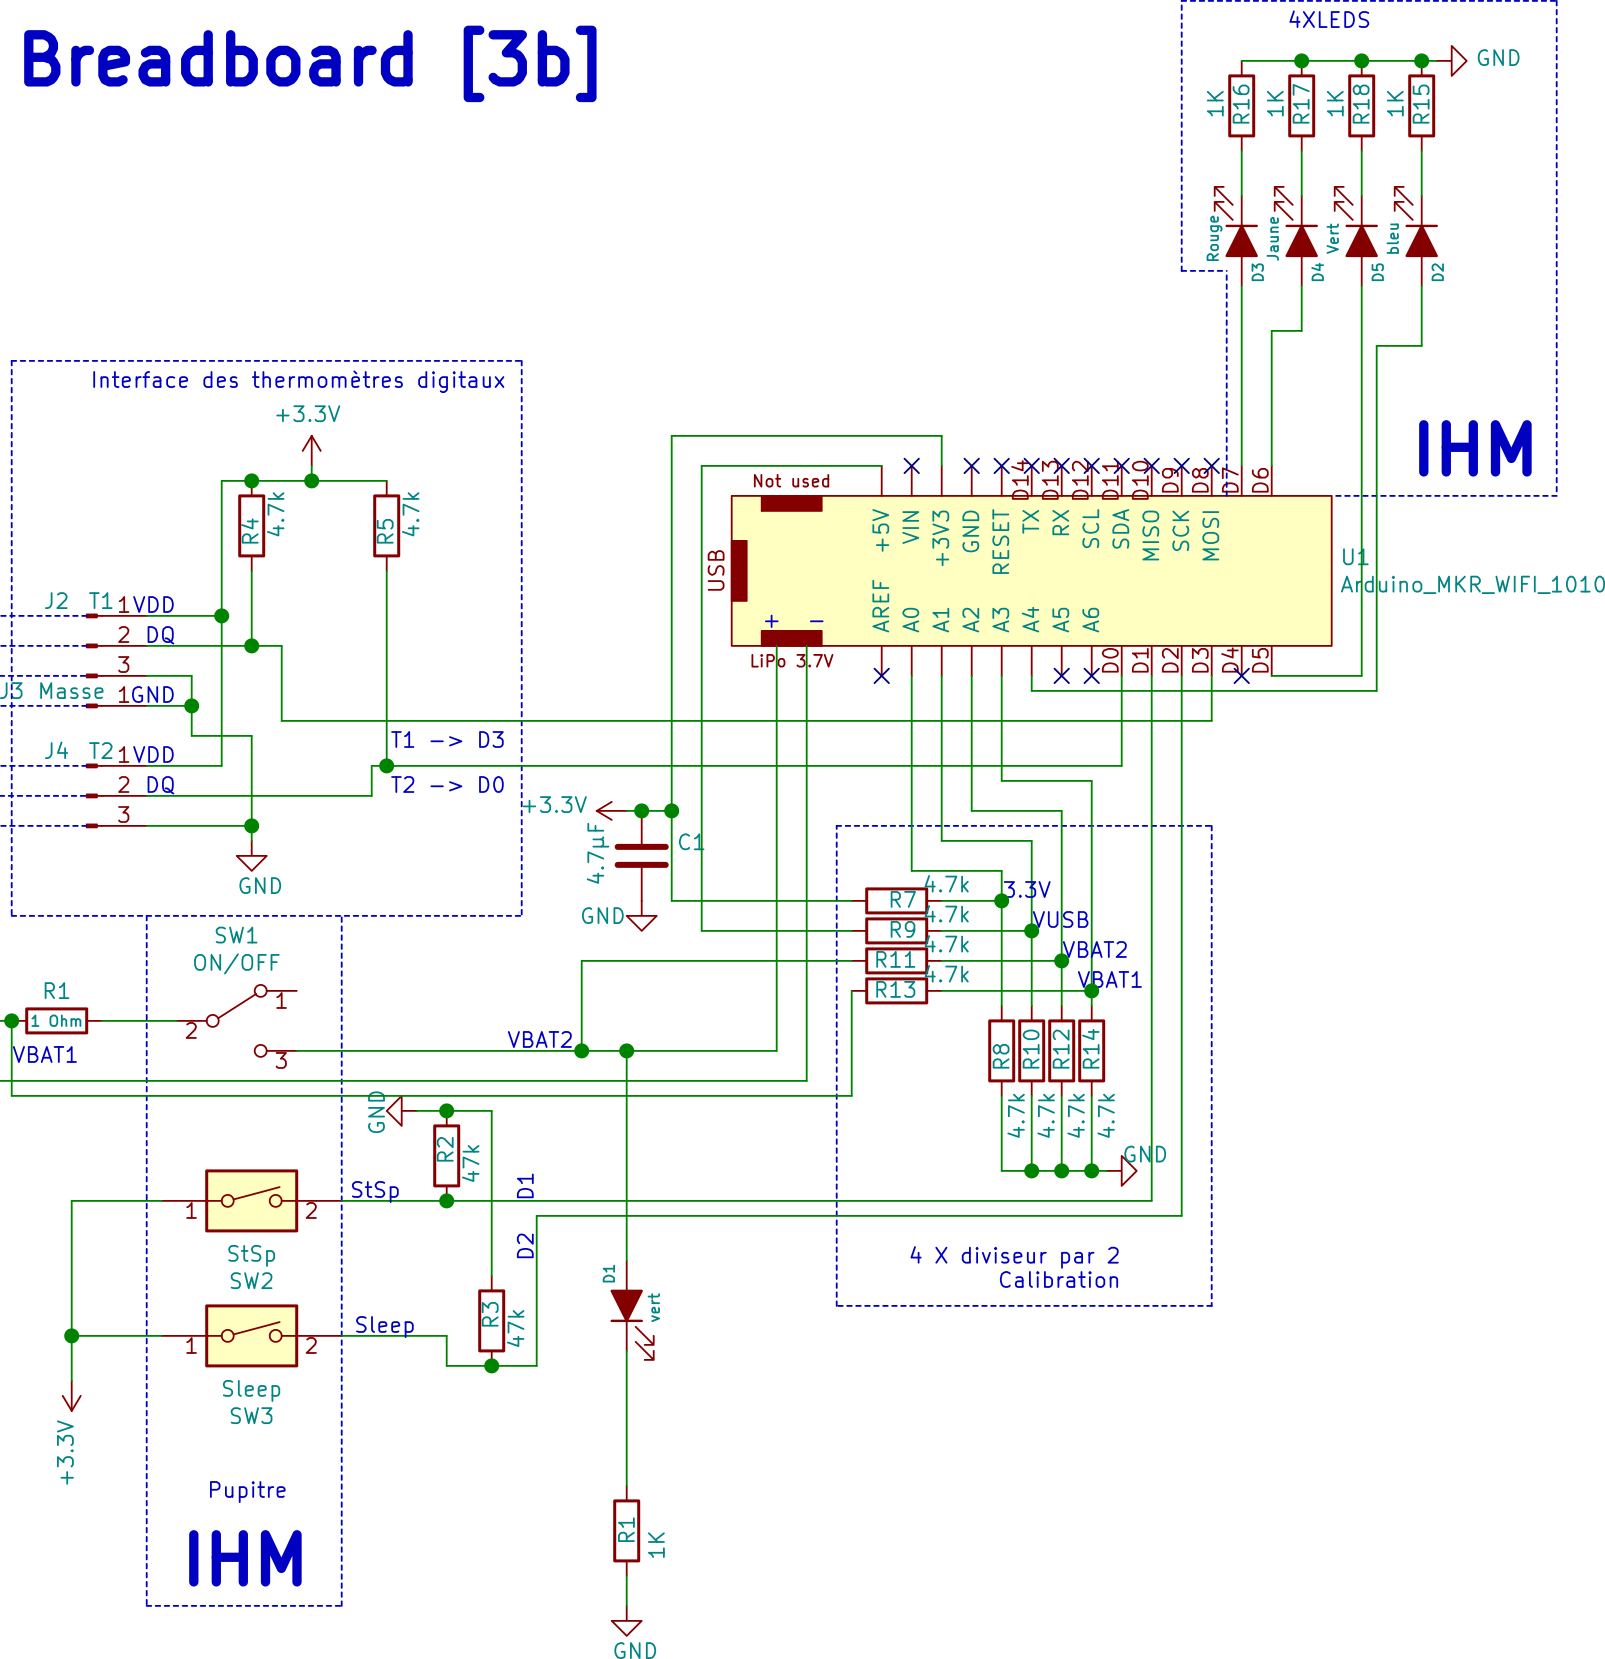 Breadboard [3b]
4XLEDS
GND
1K
R16
1K
R17
1K
R18
1K
R15
Rouge
D3
Jaune
D4
Vert
D5
bleu
D2
IHM
Interface des thermomètres digitaux
+3.3V
R4
4.7k
R5
4.7k
J2 T1
1 VDD
2 DQ
3
J3 Masse
1 GND
J4 T2
1 VDD
2 DQ
3
GND
T1 -> D3
T2 -> D0
Not used
USB
+ -
LiPo 3.7V
D14
D13
D12
D11
D10
D9
D8
D7
D6
+5V
VIN
+3V3
GND
RESET
TX
RX
SCL
SDA
MISO
SCK
MOSI
AREF
A0
A1
A2
A3
A4
A5
A6
D0
D1
D2
D3
D4
D5
U1
Arduino_MKR_WIFI_1010
+3.3V
4.7µF
C1
GND
4.7k
R7
3.3V
4.7k
R9
VUSB
4.7k
R11
VBAT2
4.7k
R13
VBAT1
R8
R10
R12
R14
4.7k
4.7k
4.7k
4.7k
GND
4 X diviseur par 2
Calibration
SW1
ON/OFF
R1
1 Ohm
VBAT1
1
2
3
VBAT2
GND
R2
47k
StSp
D1
1
2
StSp
SW2
D2
R3
47k
Sleep
1
2
Sleep
SW3
+3.3V
D1
vert
Pupitre
IHM
R1
1K
GND